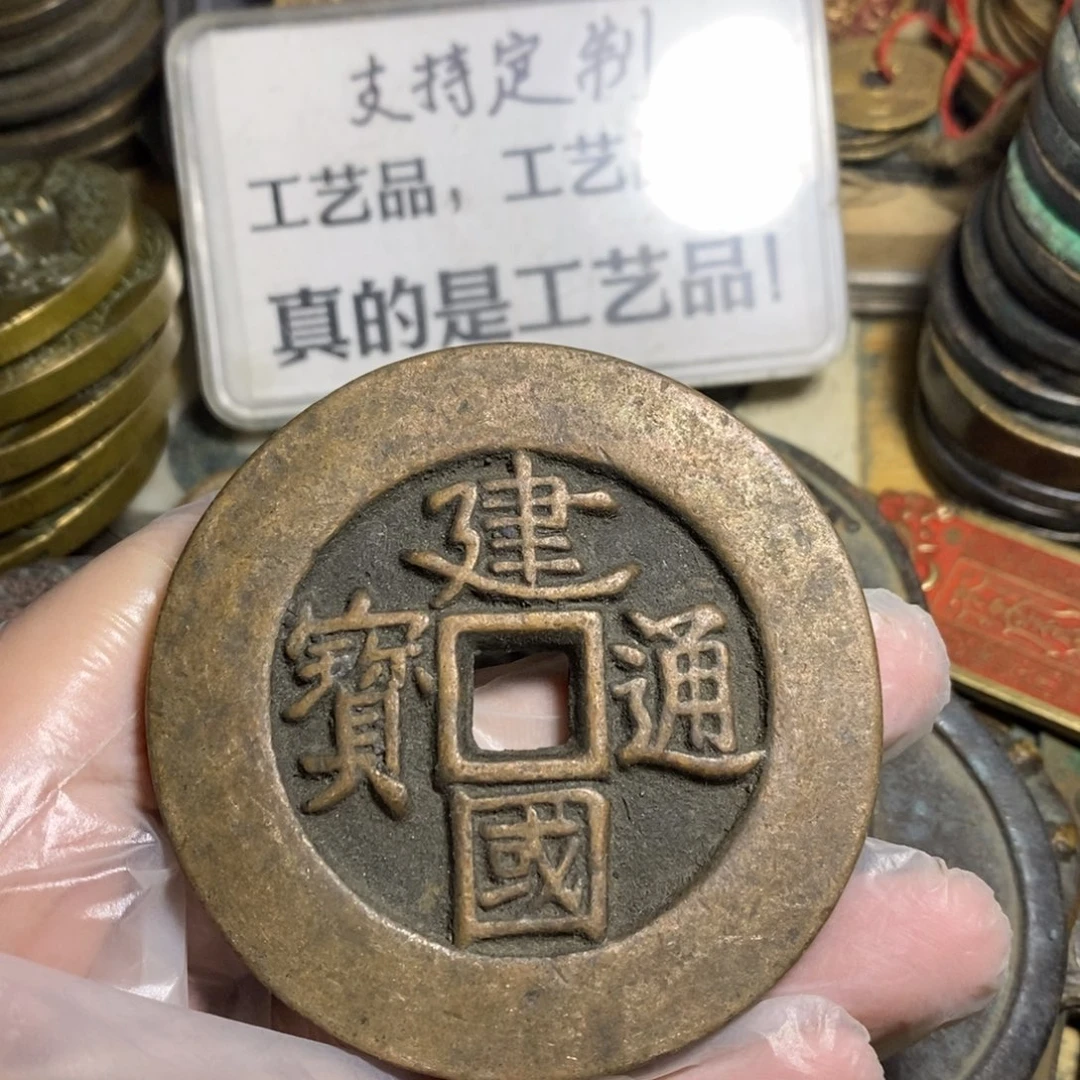 支持定制
工艺品，工艺
真的是工艺品！
建國通寶